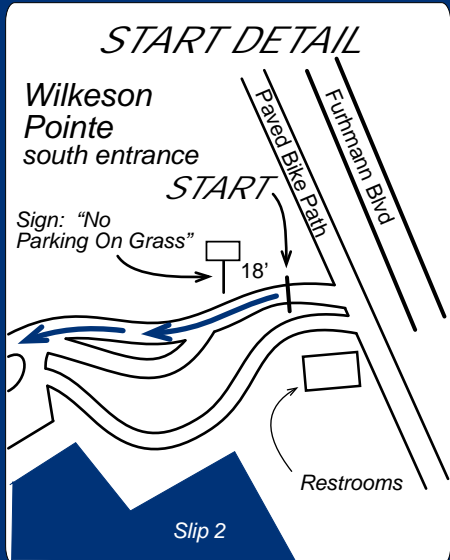 START DETAIL
Wilkeson
Pointe
south entrance
START
Sign: “No
Parking On Grass”
18’
Paved Bike Path
Furhmann Blvd
Restrooms
Slip 2